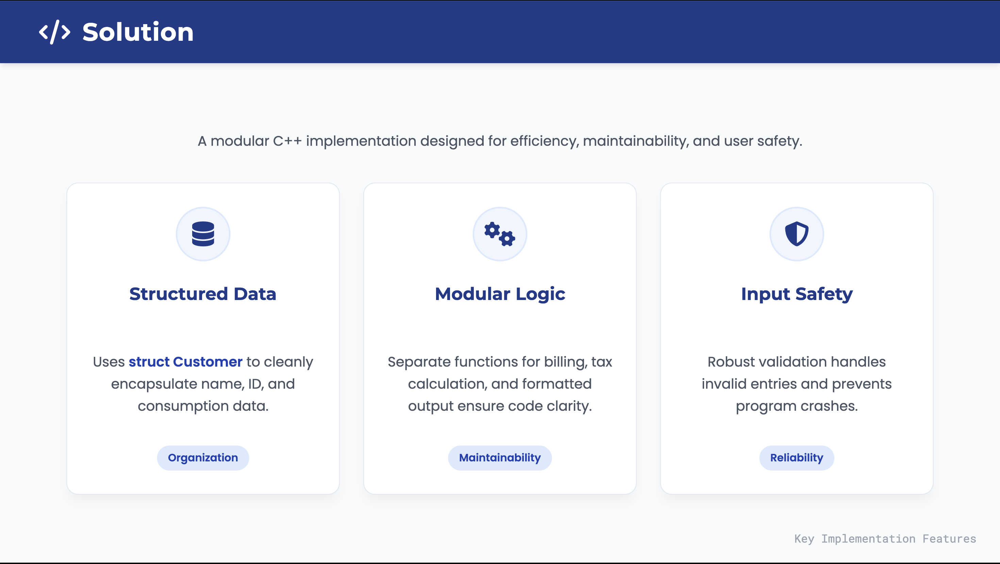 Solution
A modular C++ implementation designed for efficiency, maintainability, and user safety.
Structured Data
Uses struct Customer to cleanly
encapsulate name, ID, and
consumption data.
Organization
Modular Logic
Separate functions for billing, tax
calculation, and formatted
output ensure code clarity.
Maintainability
Input Safety
Robust validation handles
invalid entries and prevents
program crashes.
Reliability
Key Implementation Features